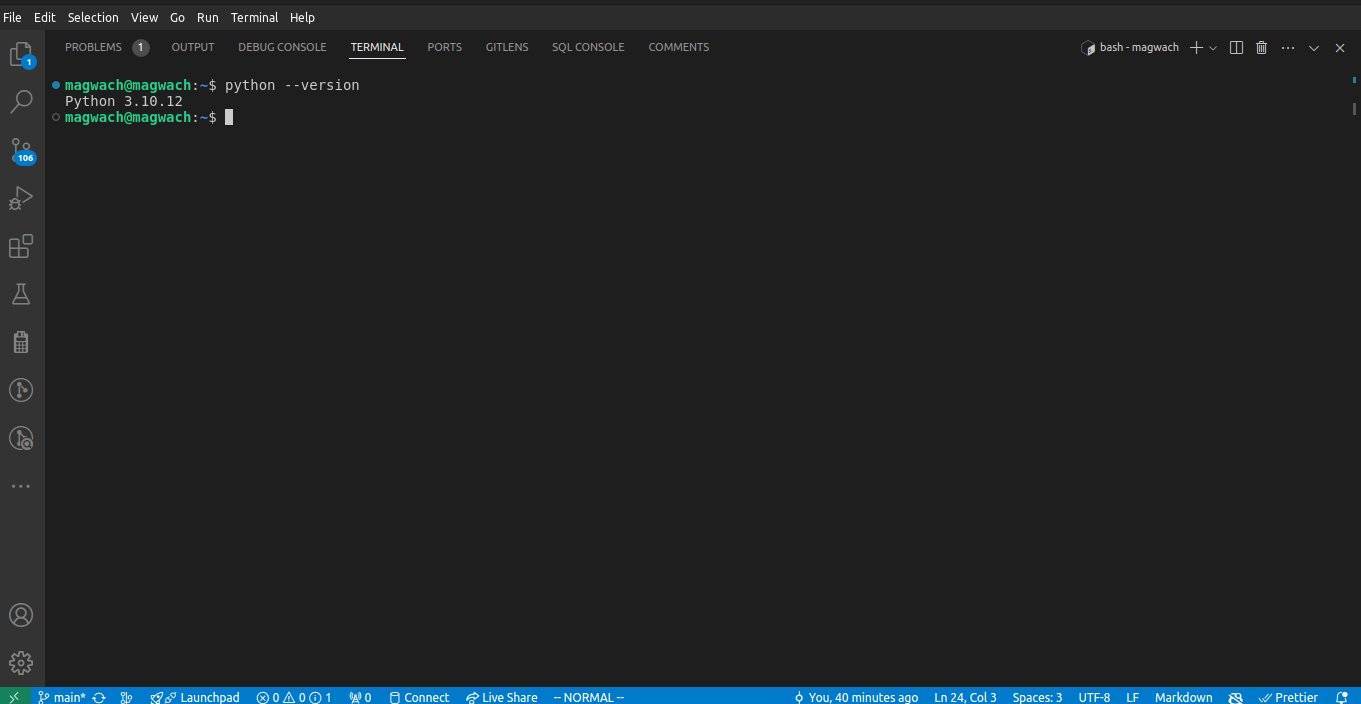 File Edit Selection View Go Run Terminal Help
PROBLEMS 1 OUTPUT DEBUG CONSOLE TERMINAL PORTS GITLENS SQL CONSOLE COMMENTS bash - magwach
1
magwach@magwach:~$ python --version
Python 3.10.12
magwach@magwach:~$
106
main* Launchpad 0 0 1 0 Connect Live Share -- NORMAL -- You, 40 minutes ago Ln 24, Col 3 Spaces: 3 UTF-8 LF Markdown Prettier